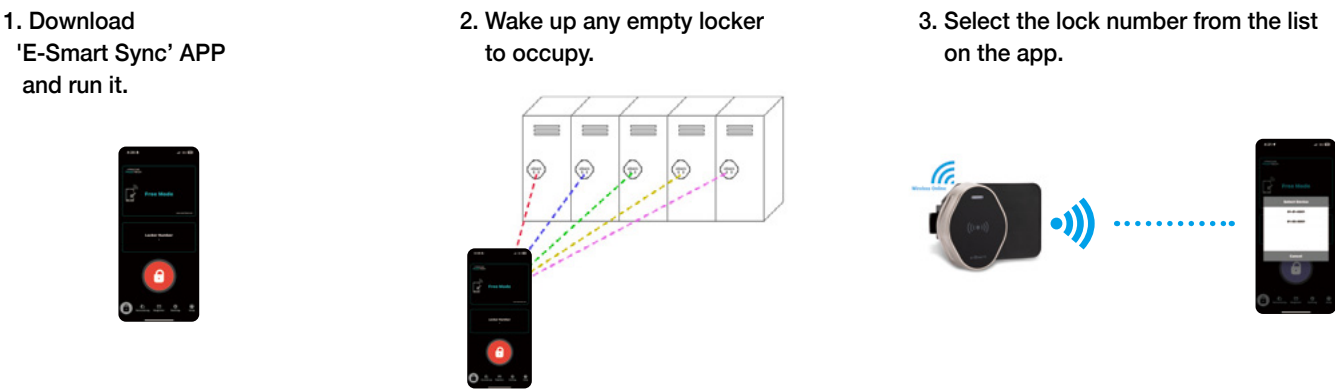 1. Download
'E-Smart Sync’ APP
and run it.
2. Wake up any empty locker
to occupy.
3. Select the lock number from the list
on the app.
Free Mode
Locker Number
Free Mode
Locker Number
Wireless Online
Free Mode
Select Device
Cancel